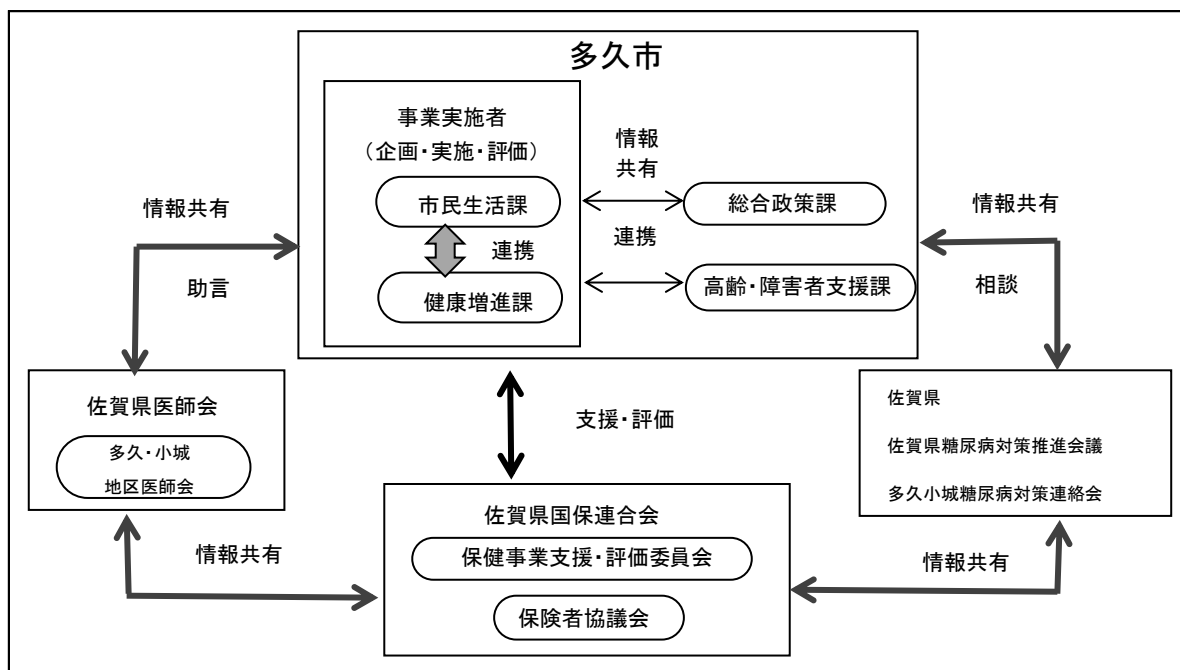 多久市
事業実施者
（企画・実施・評価）
市民生活課
連携
健康増進課
情報
共有
連携
総合政策課
高齢・障害者支援課
情報共有
助言
情報共有
相談
佐賀県医師会
多久・小城
地区医師会
支援・評価
佐賀県
佐賀県糖尿病対策推進会議
多久小城糖尿病対策連絡会
佐賀県国保連合会
保健事業支援・評価委員会
保険者協議会
情報共有
情報共有